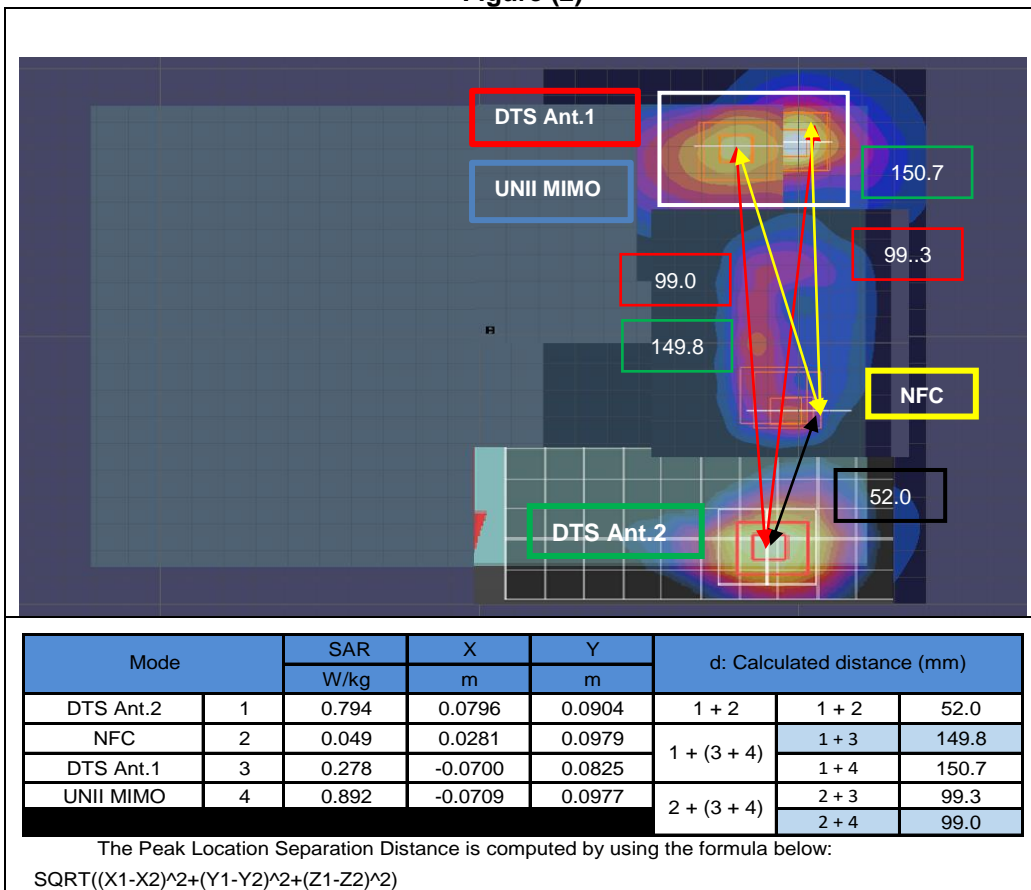 DTS Ant.1
UNII MIMO
150.7
99..3
99.0
149.8
NFC
52.0
DTS Ant.2
Mode SAR X Y d: Calculated distance (mm)
W/kg m m
DTS Ant.2 1 0.794 0.0796 0.0904 1 + 2 1 + 2 52.0
NFC 2 0.049 0.0281 0.0979 1 + (3 + 4) 1 + 3 149.8
DTS Ant.1 3 0.278 -0.0700 0.0825 1 + 4 150.7
UNII MIMO 4 0.892 -0.0709 0.0977 2 + (3 + 4) 2 + 3 99.3
2 + 4 99.0
The Peak Location Separation Distance is computed by using the formula below:
SQRT((X1-X2)^2+(Y1-Y2)^2+(Z1-Z2)^2)